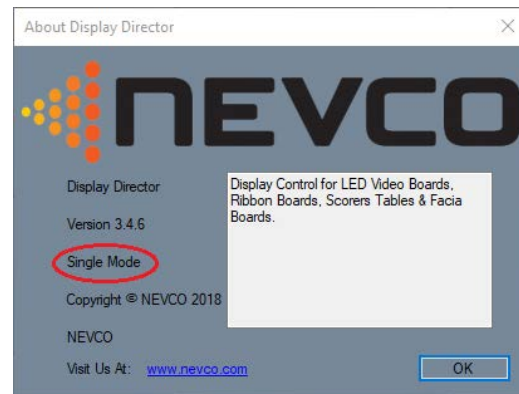 About Display Director
NEVCO
Display Director
Version 3.4.6
Single Mode
Copyright © NEVCO 2018
NEVCO
Visit Us At: www.nevco.com
Display Control for LED Video Boards,
Ribbon Boards, Scorers Tables & Facia
Boards.
OK